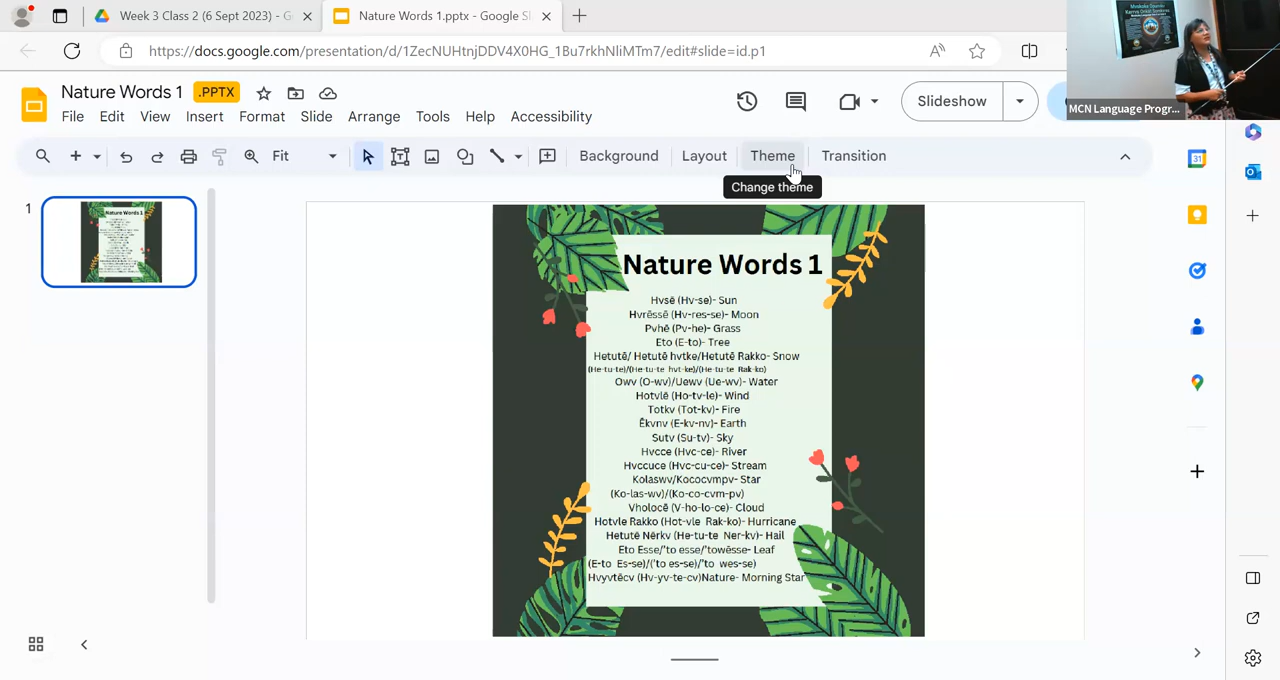 Week 3 Class 2 (6 Sept 2023) - G
Nature Words 1.pptx - Google Sl
https://docs.google.com/presentation/d/1ZecNUHtnjDDV4X0HG_1Bu7rkhNliMTm7/edit#slide=id.p1
Nature Words 1 .PPTX
File Edit View Insert Format Slide Arrange Tools Help Accessibility
Slideshow
MCN Language Progr...
Fit Background Layout Theme Transition
Change theme
1
Nature Words 1
Nature Words 1
Hvsē (Hv-se)- Sun
Hvrēssē (Hv-res-se)- Moon
Pvhē (Pv-he)- Grass
Eto (E-to)- Tree
Hetutē/ Hetutē hvtke/Hetutē Rakko- Snow
(He-tu-te)/(He-tu-te hvt-ke)/(He-tu-te Rak-ko)
Owv (O-wv)/Uewv (Ue-wv)- Water
Hotvlē (Ho-tv-le)- Wind
Totkv (Tot-kv)- Fire
Ēkvnv (E-kv-nv)- Earth
Sutv (Su-tv)- Sky
Hvcce (Hvc-ce)- River
Hvccuce (Hvc-cu-ce)- Stream
Kolaswv/Kococvmpv- Star
(Ko-las-wv)/(Ko-co-cvm-pv)
Vholocē (V-ho-lo-ce)- Cloud
Hotvle Rakko (Hot-vle Rak-ko)- Hurricane
Hetutē Nērkv (He-tu-te Ner-kv)- Hail
Eto Esse/'to esse/'towēsse- Leaf
(E-to Es-se)/('to es-se)/'to wes-se)
Hvyvtēcv (Hv-yv-te-cv)Nature- Morning Star